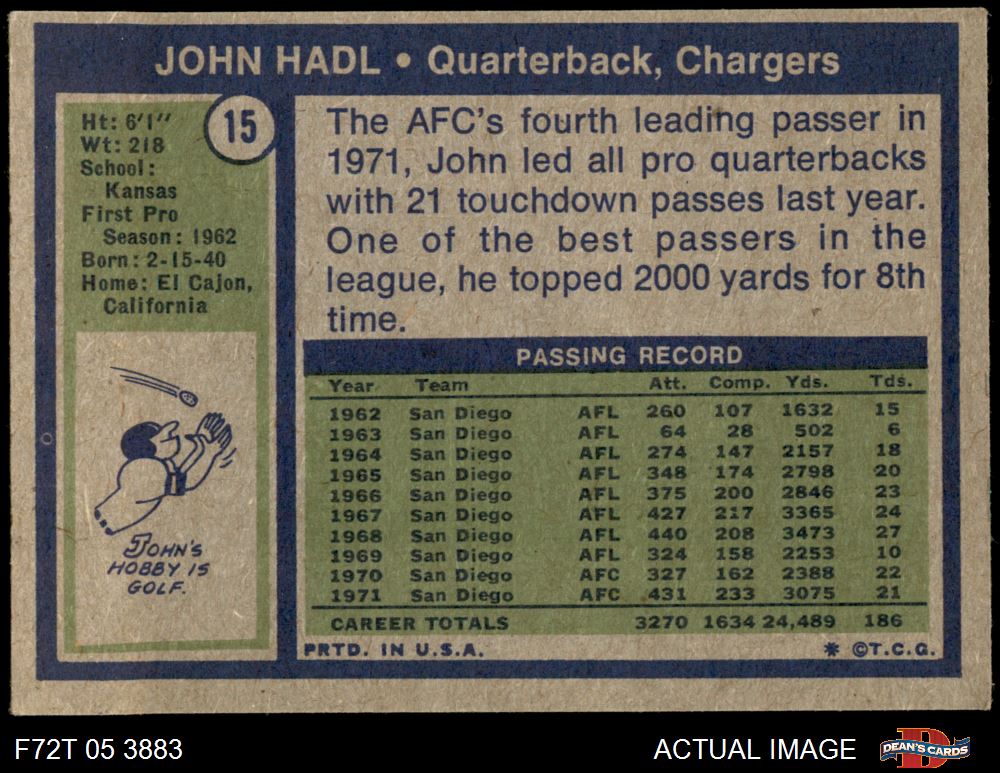 JOHN HADL • Quarterback, Chargers
15
Ht: 6'1"
Wt: 218
School:
Kansas
First Pro
Season: 1962
Born: 2-15-40
Home: El Cajon,
California
JOHN'S
HOBBY IS
GOLF.
The AFC's fourth leading passer in
1971, John led all pro quarterbacks
with 21 touchdown passes last year.
One of the best passers in the
league, he topped 2000 yards for 8th
time.
PASSING RECORD
Year Team Att. Comp. Yds. Tds.
1962 San Diego AFL 260 107 1632 15
1963 San Diego AFL 64 28 502 6
1964 San Diego AFL 274 147 2157 18
1965 San Diego AFL 348 174 2798 20
1966 San Diego AFL 375 200 2846 23
1967 San Diego AFL 427 217 3365 24
1968 San Diego AFL 440 208 3473 27
1969 San Diego AFL 324 158 2253 10
1970 San Diego AFC 327 162 2388 22
1971 San Diego AFC 431 233 3075 21
CAREER TOTALS 3270 1634 24,489 186
PRTD. IN U.S.A. * ©T.C.G.
F72T 05 3883 ACTUAL IMAGE DEAN'S CARDS